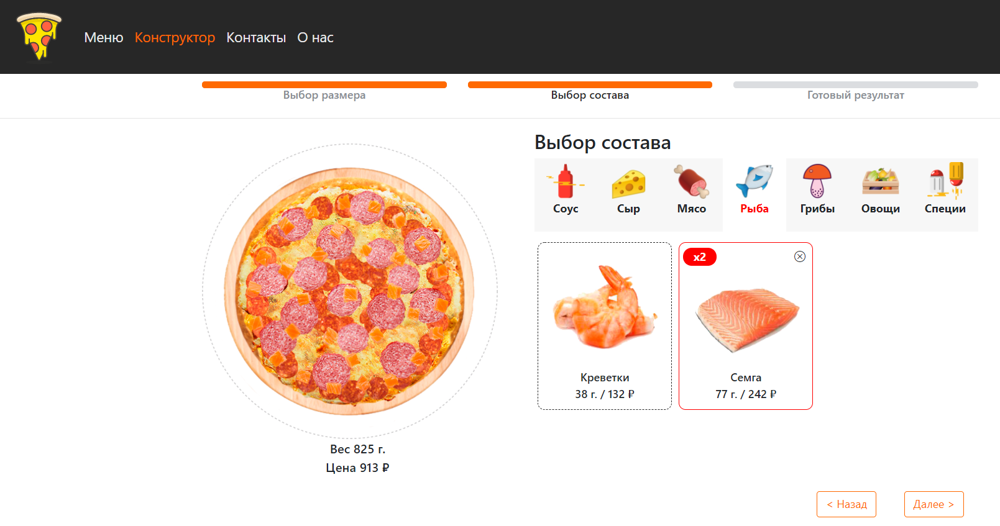 Меню Конструктор Контакты О нас
Выбор размера Выбор состава Готовый результат
Выбор состава
Соус Сыр Мясо Рыба Грибы Овощи Специи
x2
Креветки
38 г. / 132 ₽
Семга
77 г. / 242 ₽
Вес 825 г.
Цена 913 ₽
< Назад Далее >